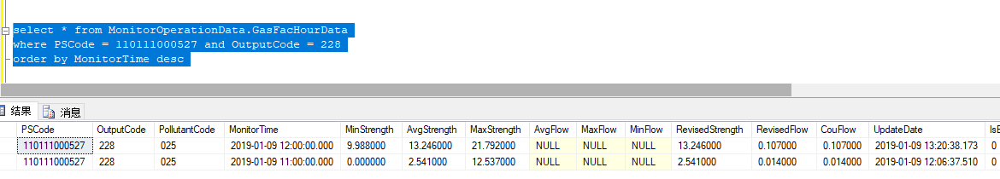 select * from MonitorOperationData.GasFacHourData
where PSCode = 110111000527 and OutputCode = 228
order by MonitorTime desc
结果 消息
PSCode OutputCode PollutantCode MonitorTime MinStrength AvgStrength MaxStrength AvgFlow MaxFlow MinFlow RevisedStrength RevisedFlow CouFlow UpdateDate
110111000527 228 025 2019-01-09 12:00:00.000 9.988000 13.246000 21.792000 NULL NULL NULL 13.246000 0.107000 0.107000 2019-01-09 13:20:38.173 0
110111000527 228 025 2019-01-09 11:00:00.000 0.000000 2.541000 12.537000 NULL NULL NULL 2.541000 0.014000 0.014000 2019-01-09 12:06:37.510 0